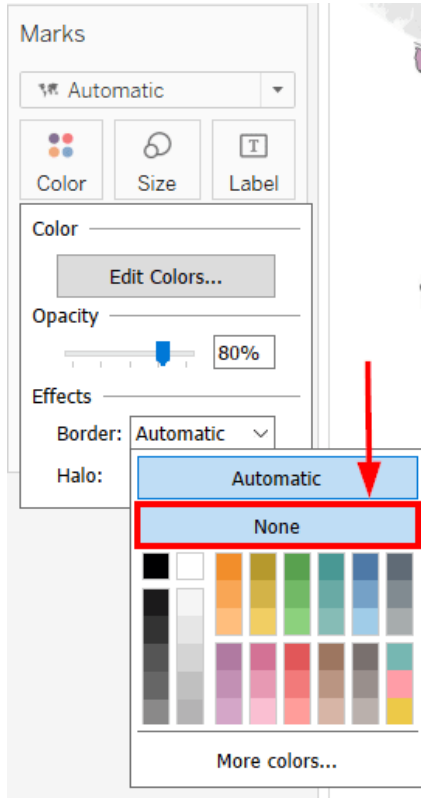 Marks
Automatic
T
Color Size Label
Color
Edit Colors...
Opacity
80%
Effects
Border: Automatic
Halo:
Automatic
None
More colors...